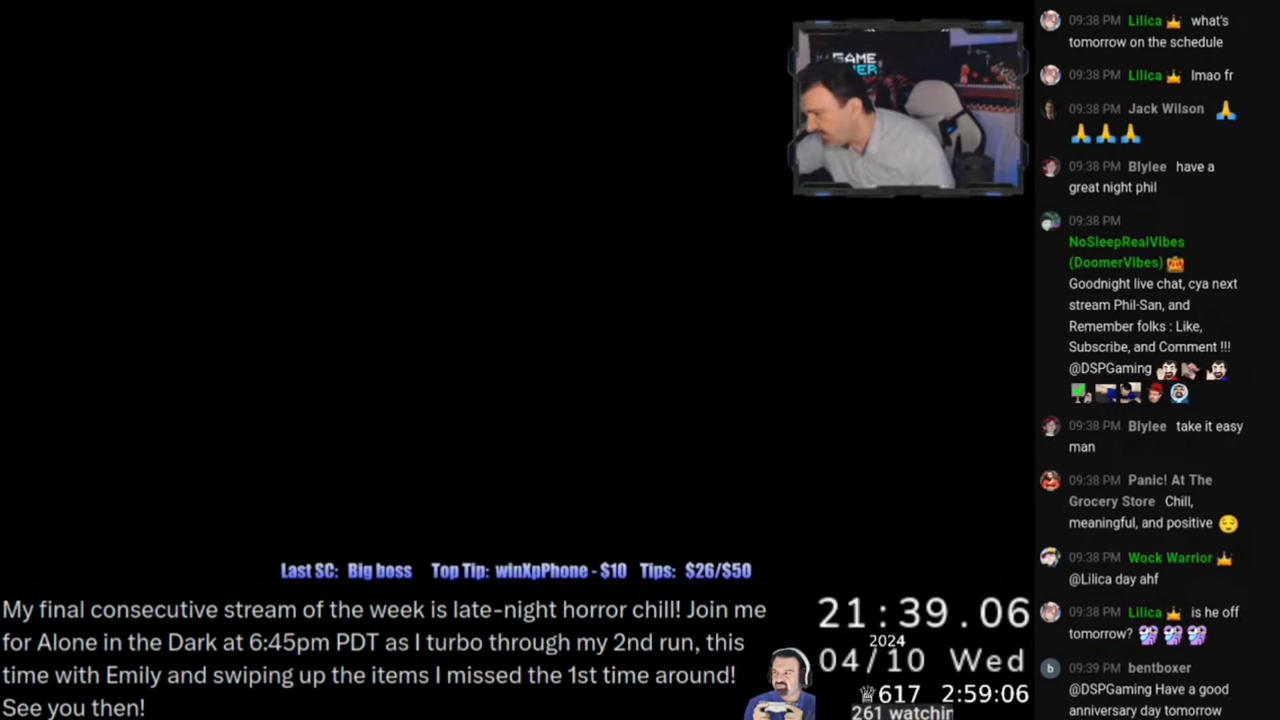 GAME
Last SC: Big boss Top Tip: winXpPhone - $10 Tips: $26/$50
My final consecutive stream of the week is late-night horror chill! Join me
for Alone in the Dark at 6:45pm PDT as I turbo through my 2nd run, this
time with Emily and swiping up the items I missed the 1st time around!
See you then!
21:39.06
2024
04/10 Wed
617 2:59:06
261 watchin
09:38 PM Lilica what's
tomorrow on the schedule
09:38 PM Lilica lmao fr
09:38 PM Jack Wilson 🙏
🙏 🙏 🙏
09:38 PM Blylee have a
great night phil
09:38 PM
NoSleepRealVibes
(DoomerVibes)
Goodnight live chat, cya next
stream Phil-San, and
Remember folks : Like,
Subscribe, and Comment !!!
@DSPGaming
09:38 PM Blylee take it easy
man
09:38 PM Panic! At The
Grocery Store Chill,
meaningful, and positive 😌
09:38 PM Wock Warrior
@Lilica day ahf
09:38 PM Lilica is he off
tomorrow?
09:39 PM bentboxer
@DSPGaming Have a good
anniversary day tomorrow